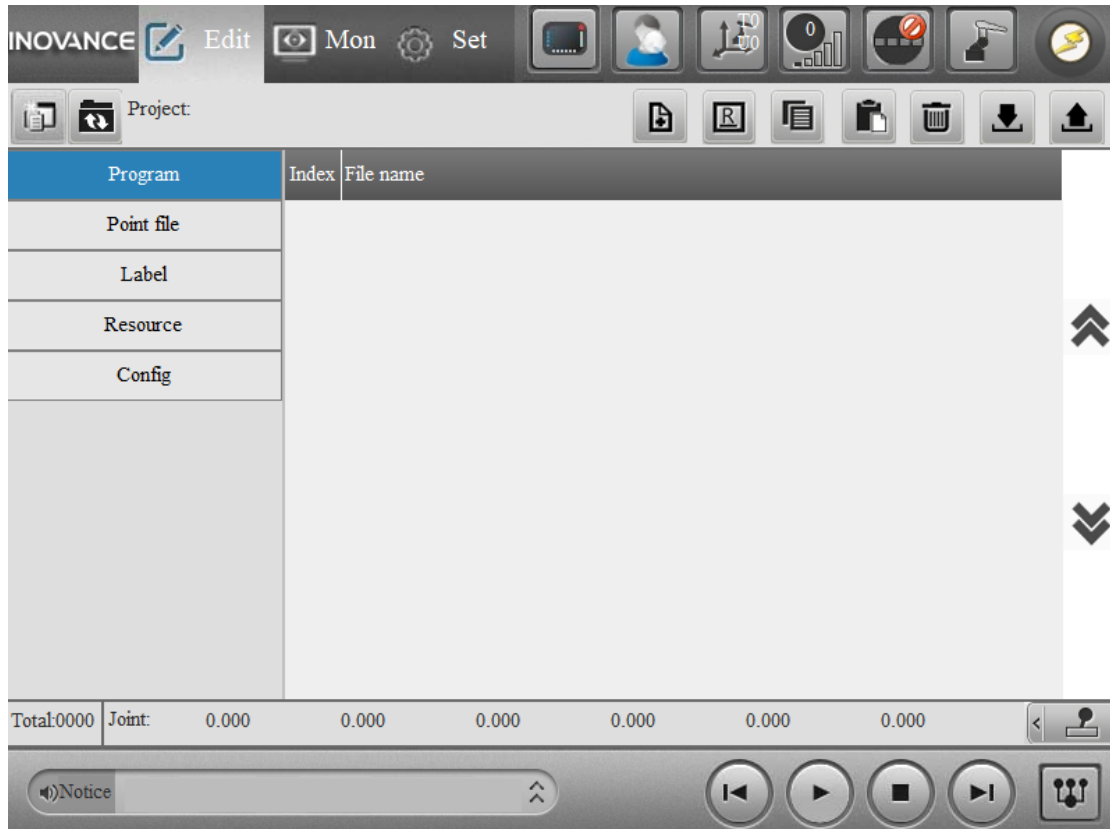 INOVANCE Edit Mon Set T0 U0 0
Project: R
Program
Index File name
Point file
Label
Resource
Config
Total:0000 Joint: 0.000 0.000 0.000 0.000 0.000 0.000
Notice